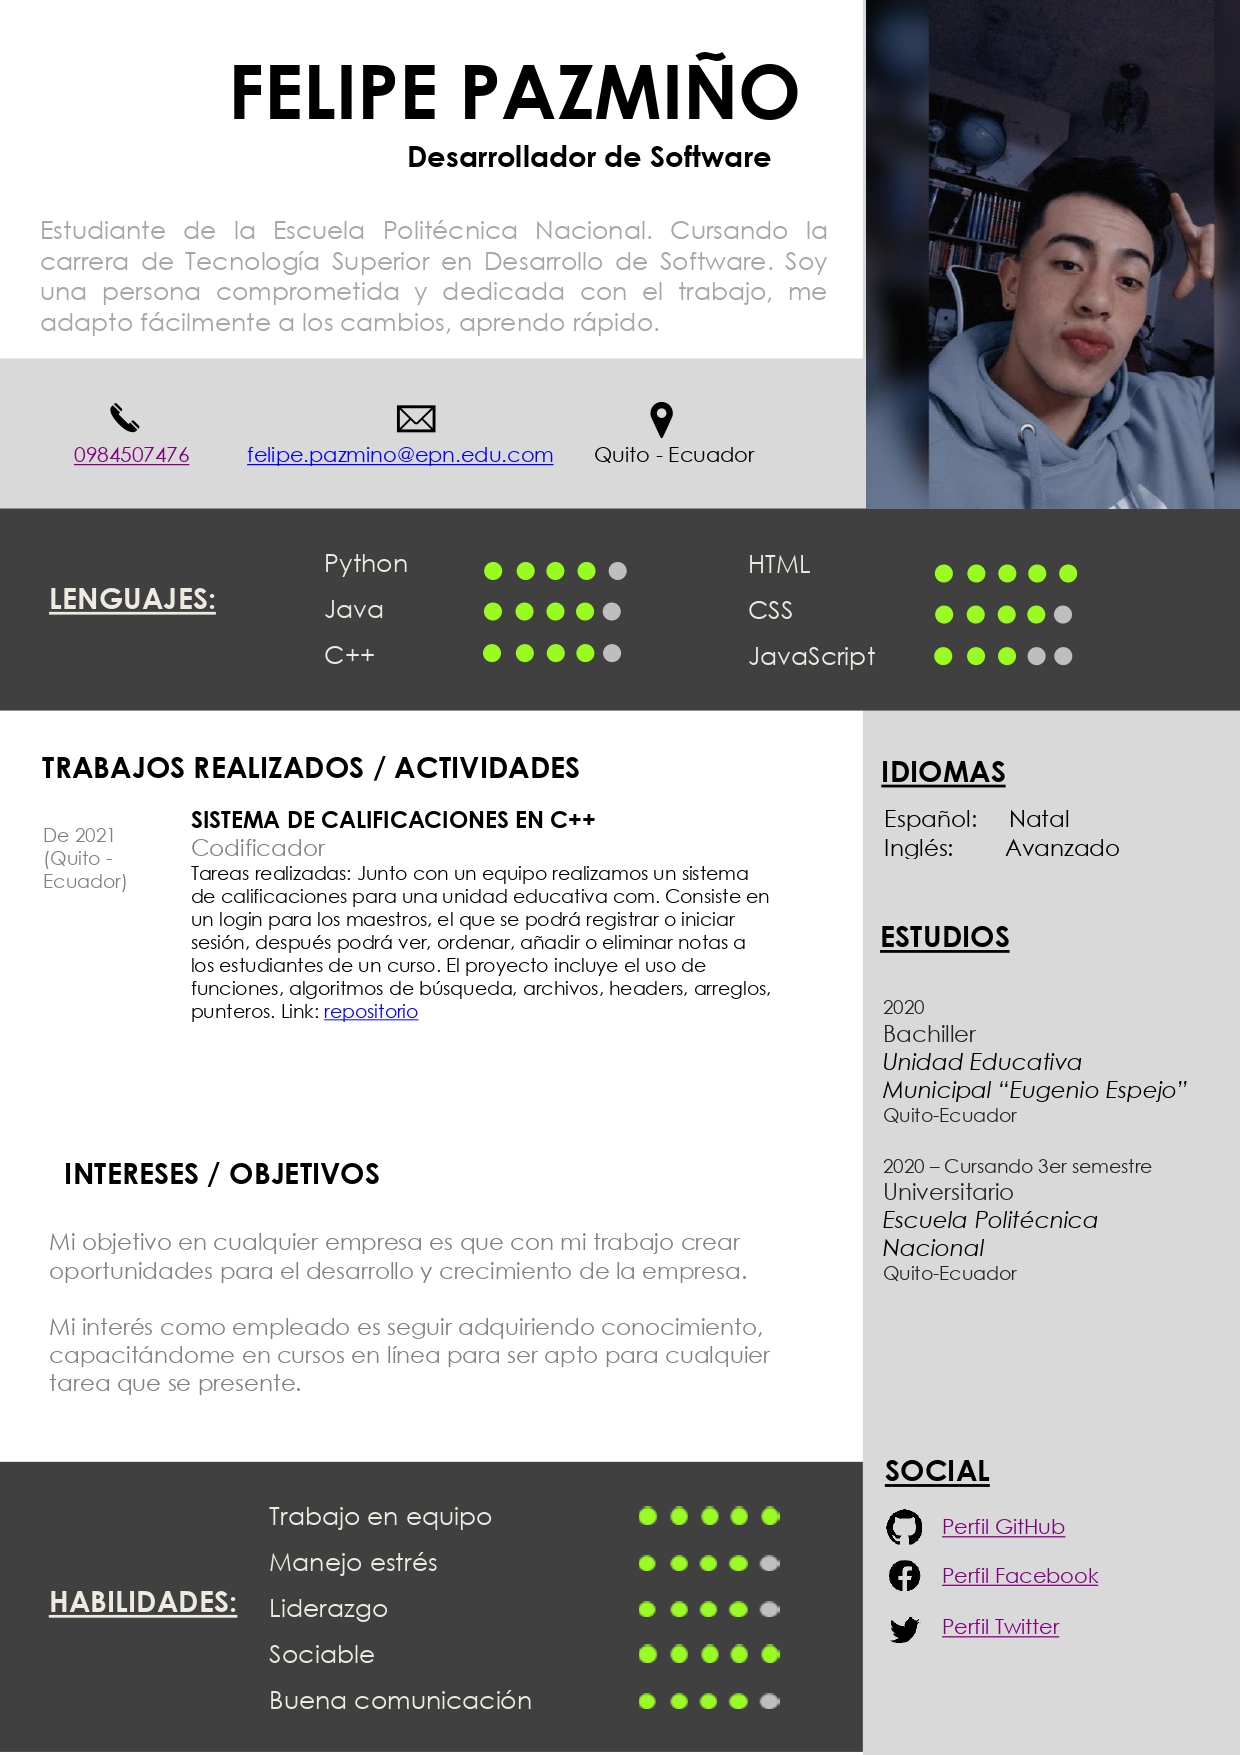 FELIPE PAZMIÑO
Desarrollador de Software
Estudiante de la Escuela Politécnica Nacional. Cursando la
carrera de Tecnología Superior en Desarrollo de Software. Soy
una persona comprometida y dedicada con el trabajo, me
adapto fácilmente a los cambios, aprendo rápido.
0984507476
felipe.pazmino@epn.edu.com
Quito - Ecuador
LENGUAJES:
Python
Java
C++
HTML
CSS
JavaScript
TRABAJOS REALIZADOS / ACTIVIDADES
De 2021
(Quito -
Ecuador)
SISTEMA DE CALIFICACIONES EN C++
Codificador
Tareas realizadas: Junto con un equipo realizamos un sistema
de calificaciones para una unidad educativa com. Consiste en
un login para los maestros, el que se podrá registrar o iniciar
sesión, después podrá ver, ordenar, añadir o eliminar notas a
los estudiantes de un curso. El proyecto incluye el uso de
funciones, algoritmos de búsqueda, archivos, headers, arreglos,
punteros. Link: repositorio
INTERESES / OBJETIVOS
Mi objetivo en cualquier empresa es que con mi trabajo crear
oportunidades para el desarrollo y crecimiento de la empresa.
Mi interés como empleado es seguir adquiriendo conocimiento,
capacitándome en cursos en línea para ser apto para cualquier
tarea que se presente.
HABILIDADES:
Trabajo en equipo
Manejo estrés
Liderazgo
Sociable
Buena comunicación
IDIOMAS
Español: Natal
Inglés: Avanzado
ESTUDIOS
2020
Bachiller
Unidad Educativa
Municipal “Eugenio Espejo”
Quito-Ecuador
2020 – Cursando 3er semestre
Universitario
Escuela Politécnica
Nacional
Quito-Ecuador
SOCIAL
Perfil GitHub
Perfil Facebook
Perfil Twitter